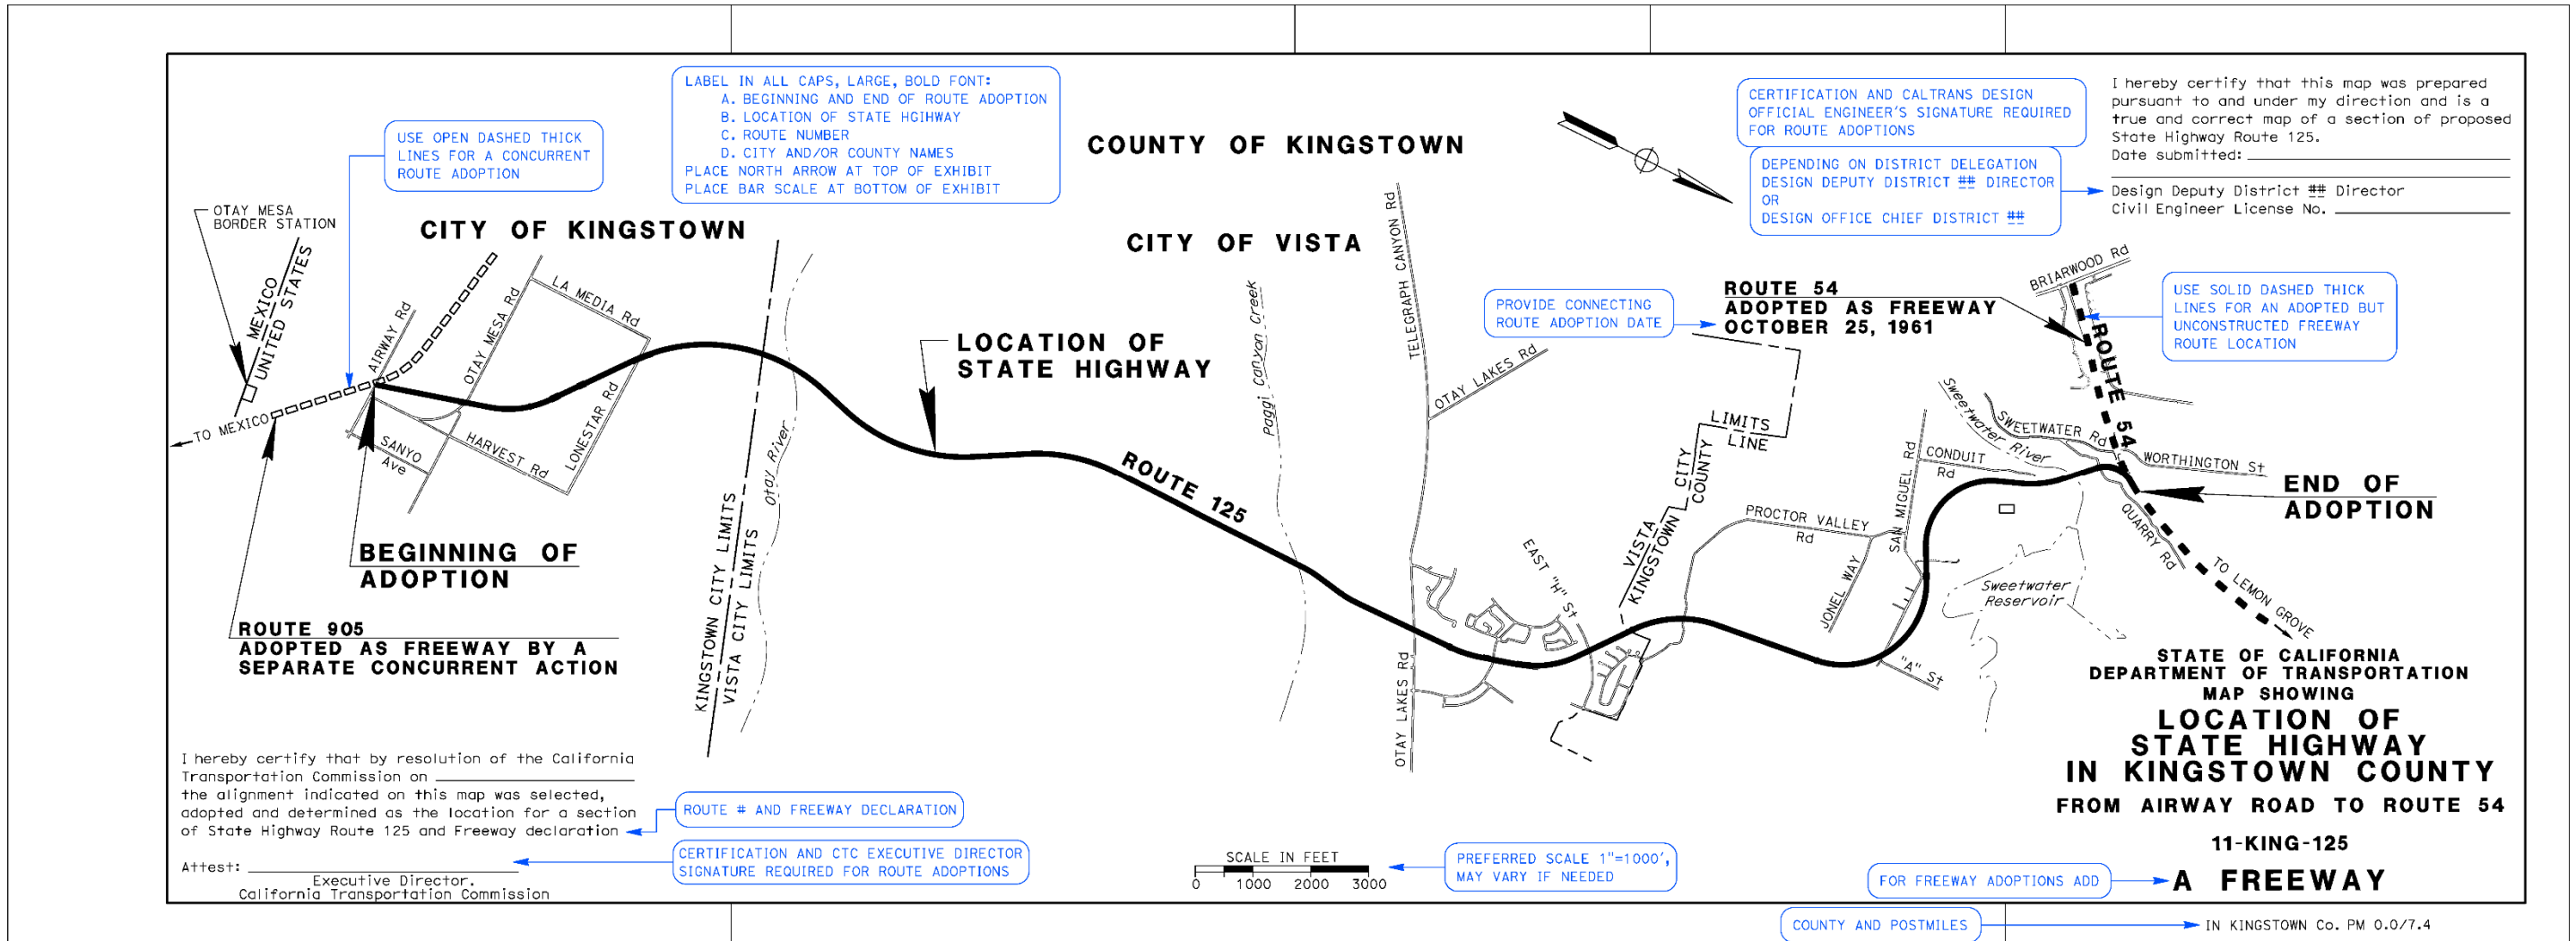 LABEL IN ALL CAPS, LARGE, BOLD FONT:
A. BEGINNING AND END OF ROUTE ADOPTION
B. LOCATION OF STATE HGIHWAY
C. ROUTE NUMBER
D. CITY AND/OR COUNTY NAMES
PLACE NORTH ARROW AT TOP OF EXHIBIT
PLACE BAR SCALE AT BOTTOM OF EXHIBIT
USE OPEN DASHED THICK
LINES FOR A CONCURRENT
ROUTE ADOPTION
COUNTY OF KINGSTOWN
CERTIFICATION AND CALTRANS DESIGN
OFFICIAL ENGINEER'S SIGNATURE REQUIRED
FOR ROUTE ADOPTIONS
DEPENDING ON DISTRICT DELEGATION
DESIGN DEPUTY DISTRICT ## DIRECTOR
OR
DESIGN OFFICE CHIEF DISTRICT ##
I hereby certify that this map was prepared
pursuant to and under my direction and is a
true and correct map of a section of proposed
State Highway Route 125.
Date submitted:
Design Deputy District ## Director
Civil Engineer License No.
OTAY MESA
BORDER STATION
CITY OF KINGSTOWN
CITY OF VISTA
MEXICO
UNITED STATES
AIRWAY Rd
OTAY MESA Rd
LA MEDIA Rd
LONESTAR Rd
HARVEST Rd
SANYO
Ave
TO MEXICO
LOCATION OF
STATE HIGHWAY
Paggi Canyon Creek
TELEGRAPH CANYON Rd
OTAY LAKES Rd
PROVIDE CONNECTING
ROUTE ADOPTION DATE
ROUTE 54
ADOPTED AS FREEWAY
OCTOBER 25, 1961
BRIARWOOD Rd
USE SOLID DASHED THICK
LINES FOR AN ADOPTED BUT
UNCONSTRUCTED FREEWAY
ROUTE LOCATION
ROUTE 54
LIMITS
LINE
CITY
COUNTY
VISTA
KINGSTOWN
Sweetwater River
SWEETWATER Rd
WORTHINGTON St
CONDUIT
Rd
SAN MIGUEL Rd
PROCTOR VALLEY
Rd
JONEL WAY
EAST "H" St
"A" St
QUARRY Rd
Sweetwater
Reservoir
END OF
ADOPTION
TO LEMON GROVE
ROUTE 125
Otay River
KINGSTOWN CITY LIMITS
VISTA CITY LIMITS
OTAY LAKES Rd
BEGINNING OF
ADOPTION
ROUTE 905
ADOPTED AS FREEWAY BY A
SEPARATE CONCURRENT ACTION
I hereby certify that by resolution of the California
Transportation Commission on
the alignment indicated on this map was selected,
adopted and determined as the location for a section
of State Highway Route 125 and Freeway declaration
Attest:
Executive Director.
California Transportation Commission
ROUTE # AND FREEWAY DECLARATION
CERTIFICATION AND CTC EXECUTIVE DIRECTOR
SIGNATURE REQUIRED FOR ROUTE ADOPTIONS
SCALE IN FEET
0 1000 2000 3000
PREFERRED SCALE 1"=1000',
MAY VARY IF NEEDED
STATE OF CALIFORNIA
DEPARTMENT OF TRANSPORTATION
MAP SHOWING
LOCATION OF
STATE HIGHWAY
IN KINGSTOWN COUNTY
FROM AIRWAY ROAD TO ROUTE 54
11-KING-125
FOR FREEWAY ADOPTIONS ADD
A FREEWAY
COUNTY AND POSTMILES
IN KINGSTOWN Co. PM 0.0/7.4